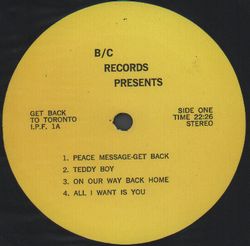 B/C
RECORDS
PRESENTS
GET BACK
TO TORONTO
I.P.F. 1A
SIDE ONE
TIME 22:26
STEREO
1. PEACE MESSAGE-GET BACK
2. TEDDY BOY
3. ON OUR WAY BACK HOME
4. ALL I WANT IS YOU